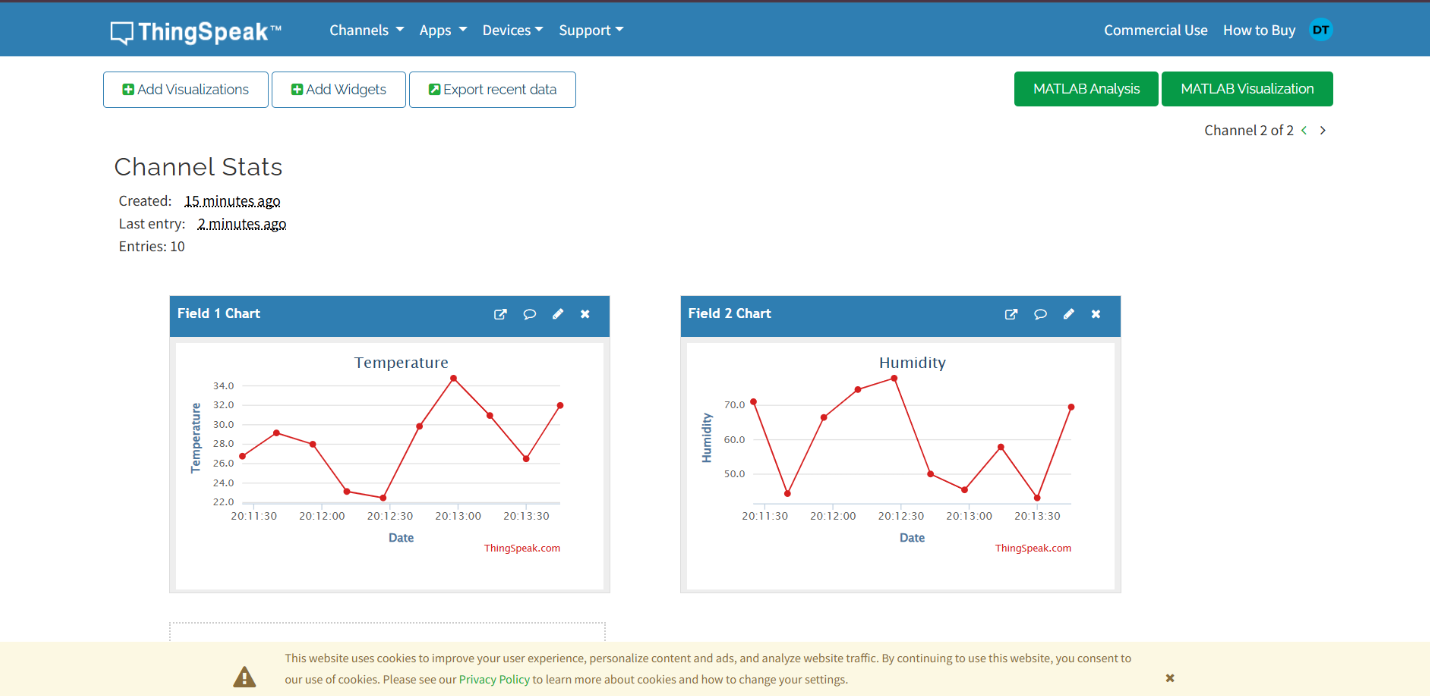 ThingSpeak™ Channels Apps Devices Support Commercial Use How to Buy DT
Add Visualizations Add Widgets Export recent data MATLAB Analysis MATLAB Visualization
Channel 2 of 2
Channel Stats
Created: 15 minutes ago
Last entry: 2 minutes ago
Entries: 10
Field 1 Chart
Temperature
Temperature
34.0
32.0
30.0
28.0
26.0
24.0
22.0
20:11:30 20:12:00 20:12:30 20:13:00 20:13:30
Date
ThingSpeak.com
Field 2 Chart
Humidity
Humidity
70.0
60.0
50.0
20:11:30 20:12:00 20:12:30 20:13:00 20:13:30
Date
ThingSpeak.com
This website uses cookies to improve your user experience, personalize content and ads, and analyze website traffic. By continuing to use this website, you consent to
our use of cookies. Please see our Privacy Policy to learn more about cookies and how to change your settings.